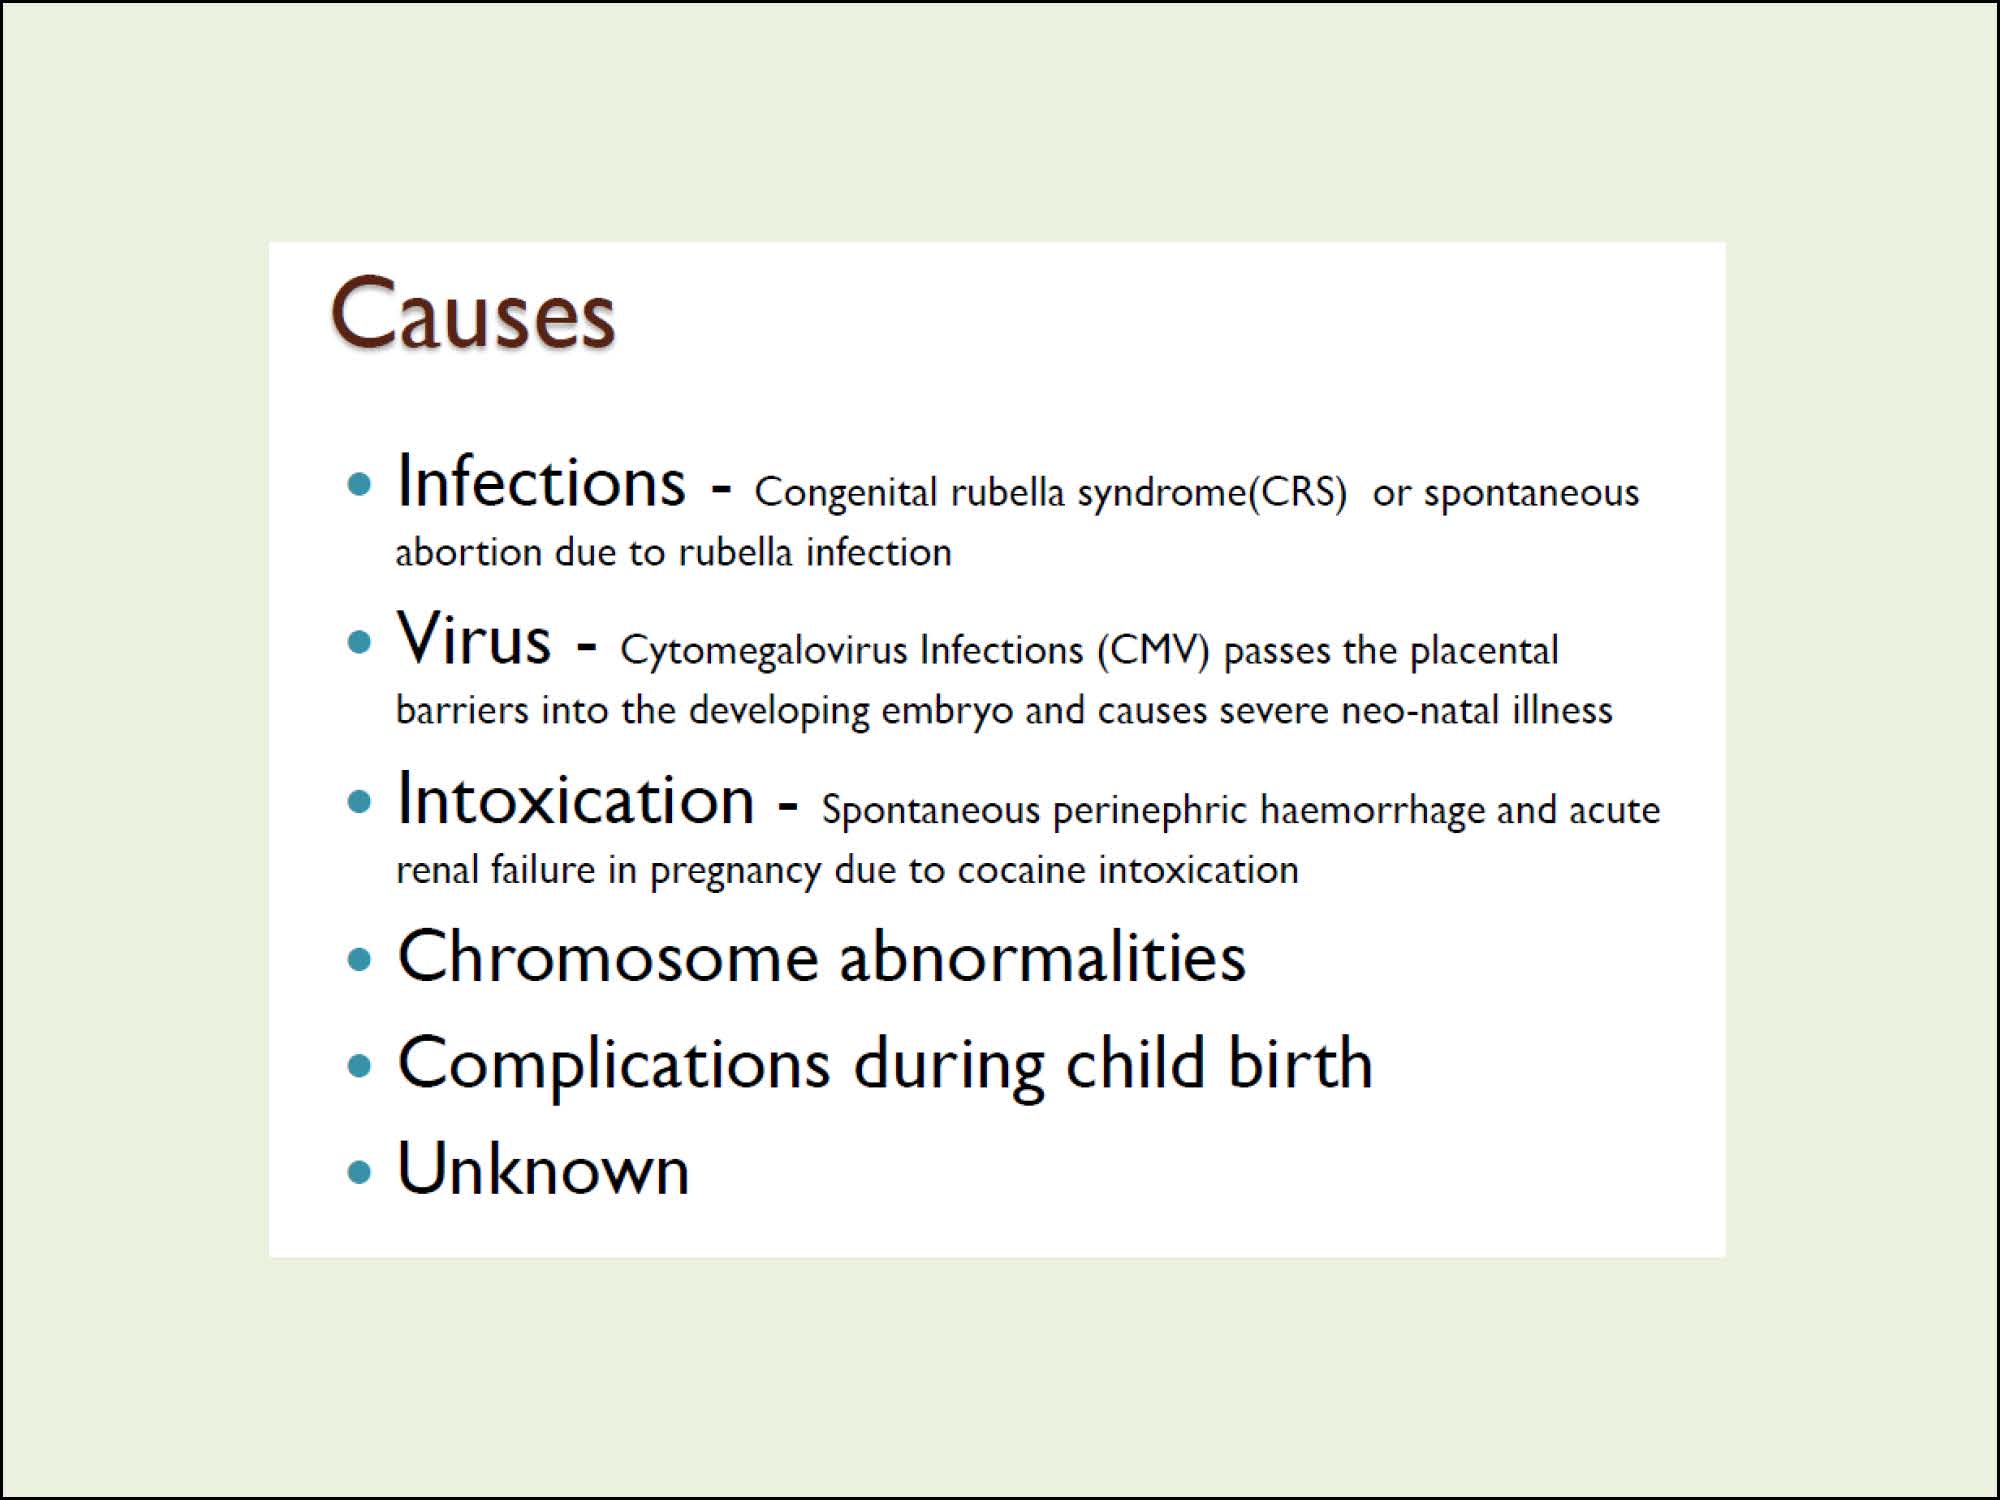 Causes
• Infections - Congenital rubella syndrome(CRS) or spontaneous
abortion due to rubella infection
• Virus - Cytomegalovirus Infections (CMV) passes the placental
barriers into the developing embryo and causes severe neo-natal illness
• Intoxication - Spontaneous perinephric haemorrhage and acute
renal failure in pregnancy due to cocaine intoxication
• Chromosome abnormalities
• Complications during child birth
• Unknown